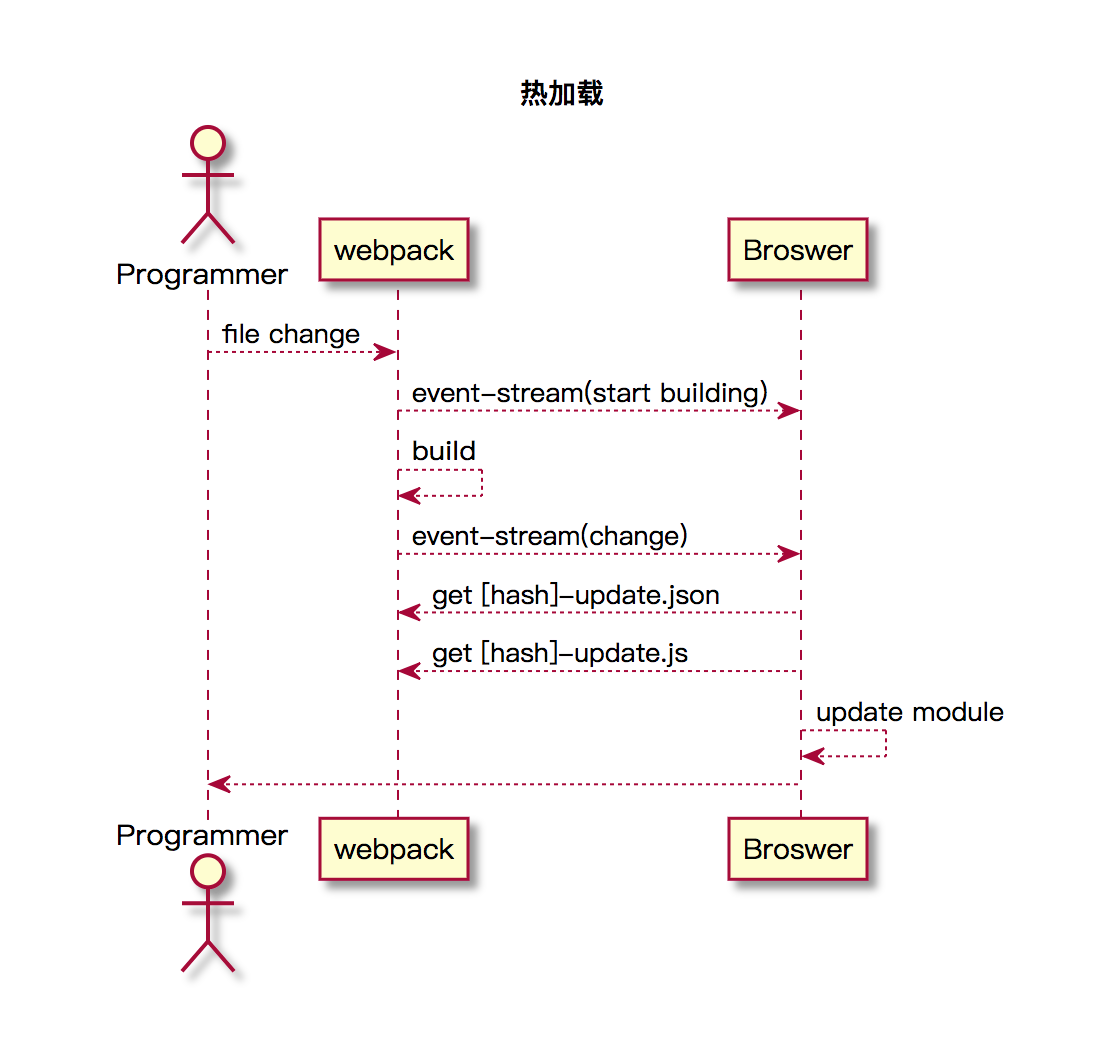 热加载
Programmer
webpack
Broswer
file change
event-stream(start building)
build
event-stream(change)
get [hash]-update.json
get [hash]-update.js
update module
Programmer
webpack
Broswer